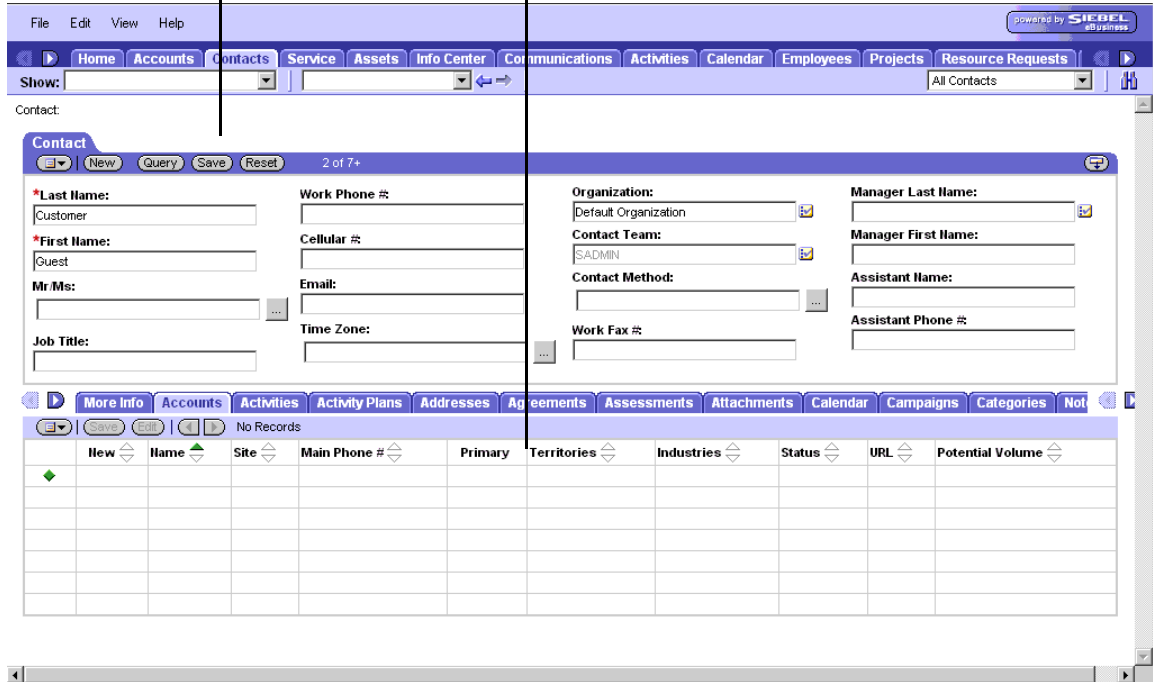 File Edit View Help
powered by SIEBEL eBusiness
Home Accounts Contacts Service Assets Info Center Communications Activities Calendar Employees Projects Resource Requests
Show: All Contacts
Contact:
Contact
New Query Save Reset 2 of 7+
*Last Name: Work Phone #: Organization: Manager Last Name:
Customer Default Organization
*First Name: Cellular #: Contact Team: Manager First Name:
Guest SADMIN
Mr/Ms: Email: Contact Method: Assistant Name:
...
...
Job Title: Time Zone: Work Fax #: Assistant Phone #:
...
More Info Accounts Activities Activity Plans Addresses Agreements Assessments Attachments Calendar Campaigns Categories
Save Edit No Records
New Name Site Main Phone # Primary Territories Industries Status URL Potential Volume